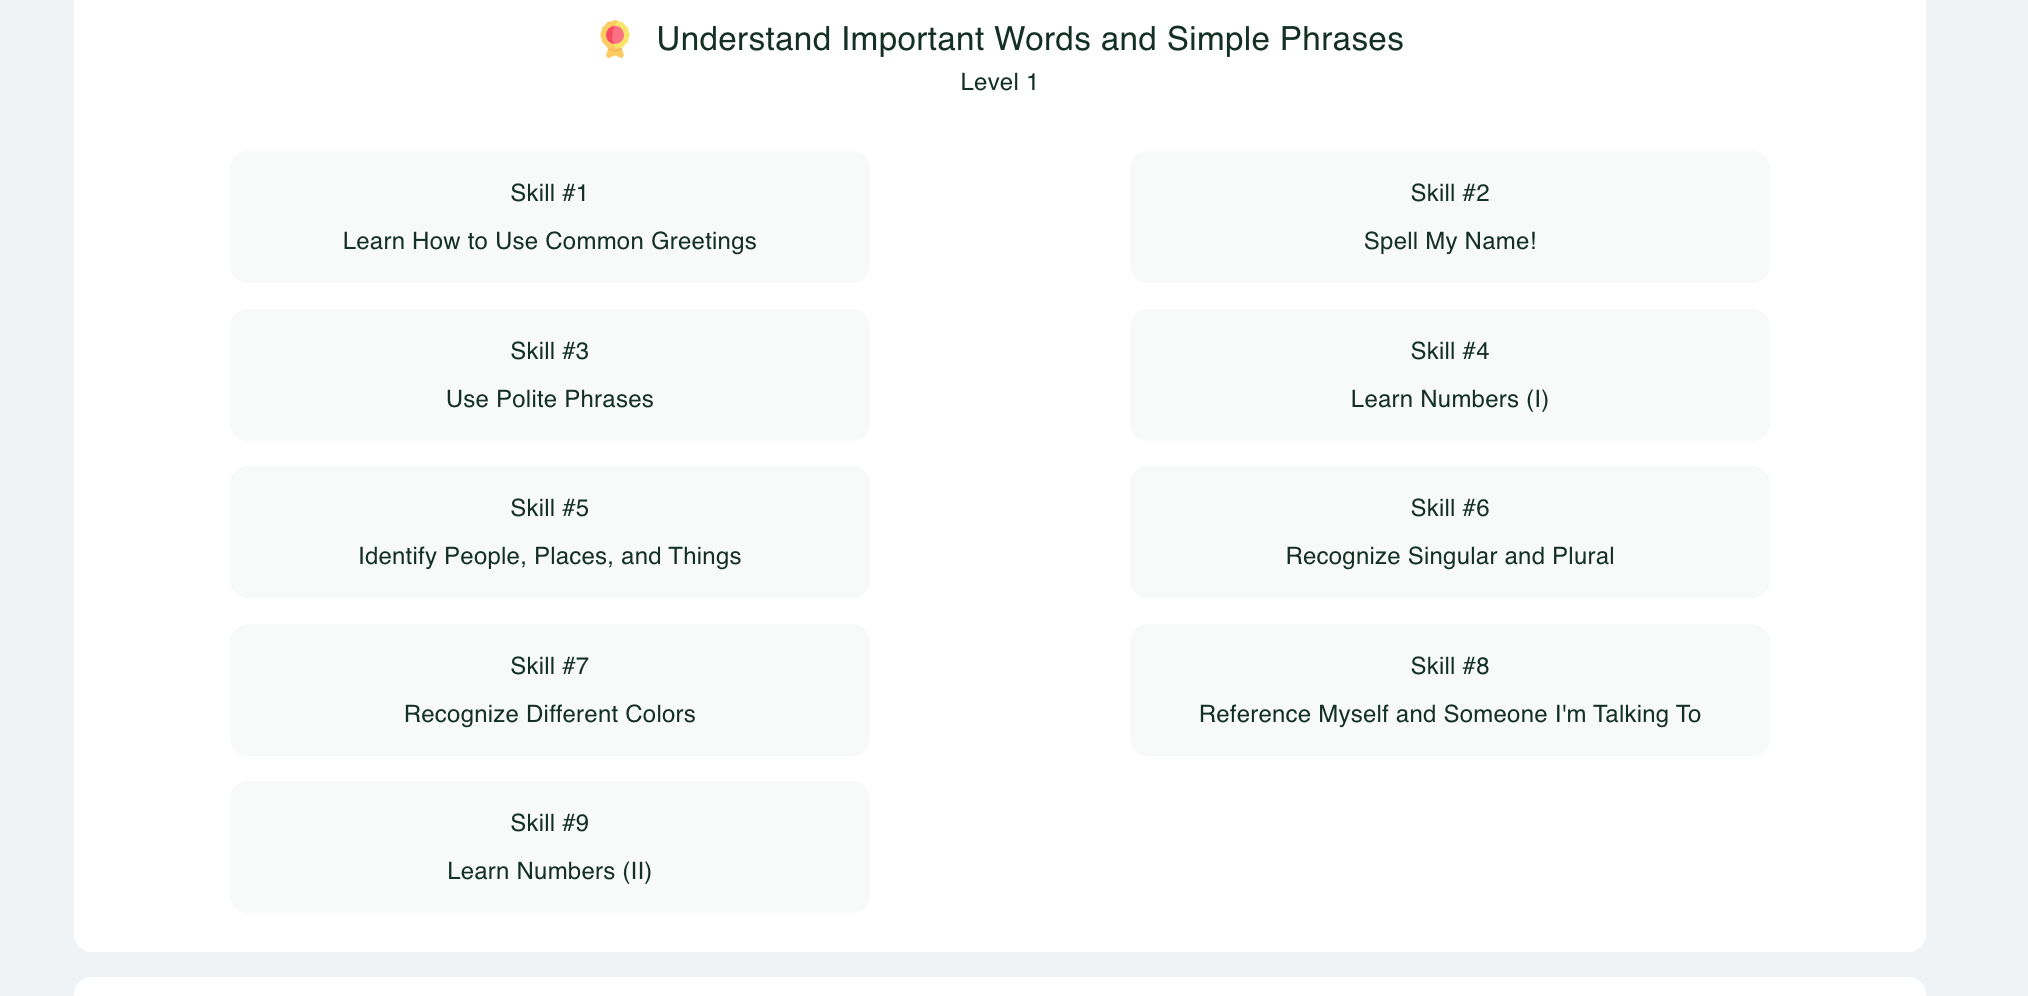 Understand Important Words and Simple Phrases
Level 1
Skill #1
Learn How to Use Common Greetings
Skill #2
Spell My Name!
Skill #3
Use Polite Phrases
Skill #4
Learn Numbers (I)
Skill #5
Identify People, Places, and Things
Skill #6
Recognize Singular and Plural
Skill #7
Recognize Different Colors
Skill #8
Reference Myself and Someone I'm Talking To
Skill #9
Learn Numbers (II)